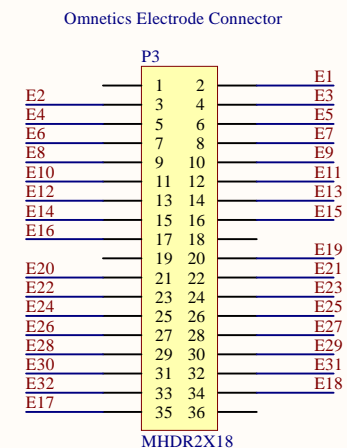 Omnetics Electrode Connector
P3
1 2 E1
E2 3 4 E3
E4 5 6 E5
E6 7 8 E7
E8 9 10 E9
E10 11 12 E11
E12 13 14 E13
E14 15 16 E15
E16 17 18
19 20 E19
E20 21 22 E21
E22 23 24 E23
E24 25 26 E25
E26 27 28 E27
E28 29 30 E29
E30 31 32 E31
E32 33 34 E18
E17 35 36
MHDR2X18